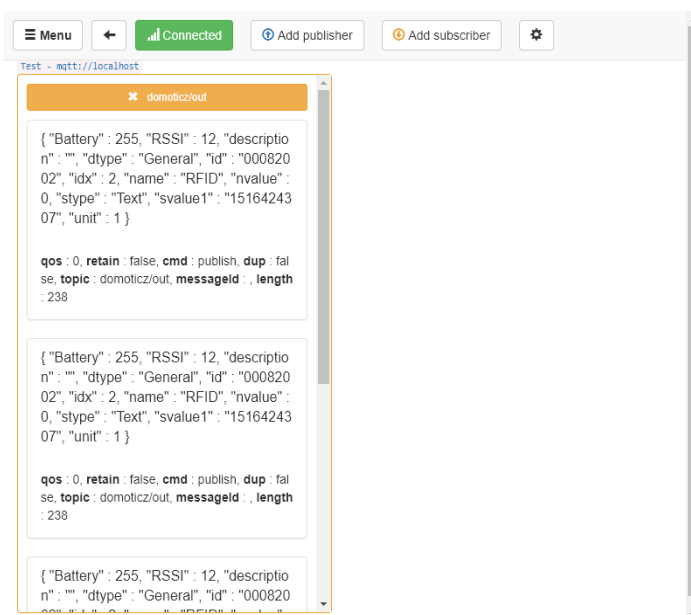 Menu
Connected
Add publisher
Add subscriber
Test - mqtt://localhost
domoticz/out
{ "Battery" : 255, "RSSI" : 12, "descriptio
n" : "", "dtype" : "General", "id" : "000820
02", "idx" : 2, "name" : "RFID", "nvalue" :
0, "stype" : "Text", "svalue1" : "15164243
07", "unit" : 1 }
qos : 0, retain : false, cmd : publish, dup : fal
se, topic : domoticz/out, messageId : , length
: 238
{ "Battery" : 255, "RSSI" : 12, "descriptio
n" : "", "dtype" : "General", "id" : "000820
02", "idx" : 2, "name" : "RFID", "nvalue" :
0, "stype" : "Text", "svalue1" : "15164243
07", "unit" : 1 }
qos : 0, retain : false, cmd : publish, dup : fal
se, topic : domoticz/out, messageId : , length
: 238
{ "Battery" : 255, "RSSI" : 12, "descriptio
n" : "", "dtype" : "General", "id" : "000820